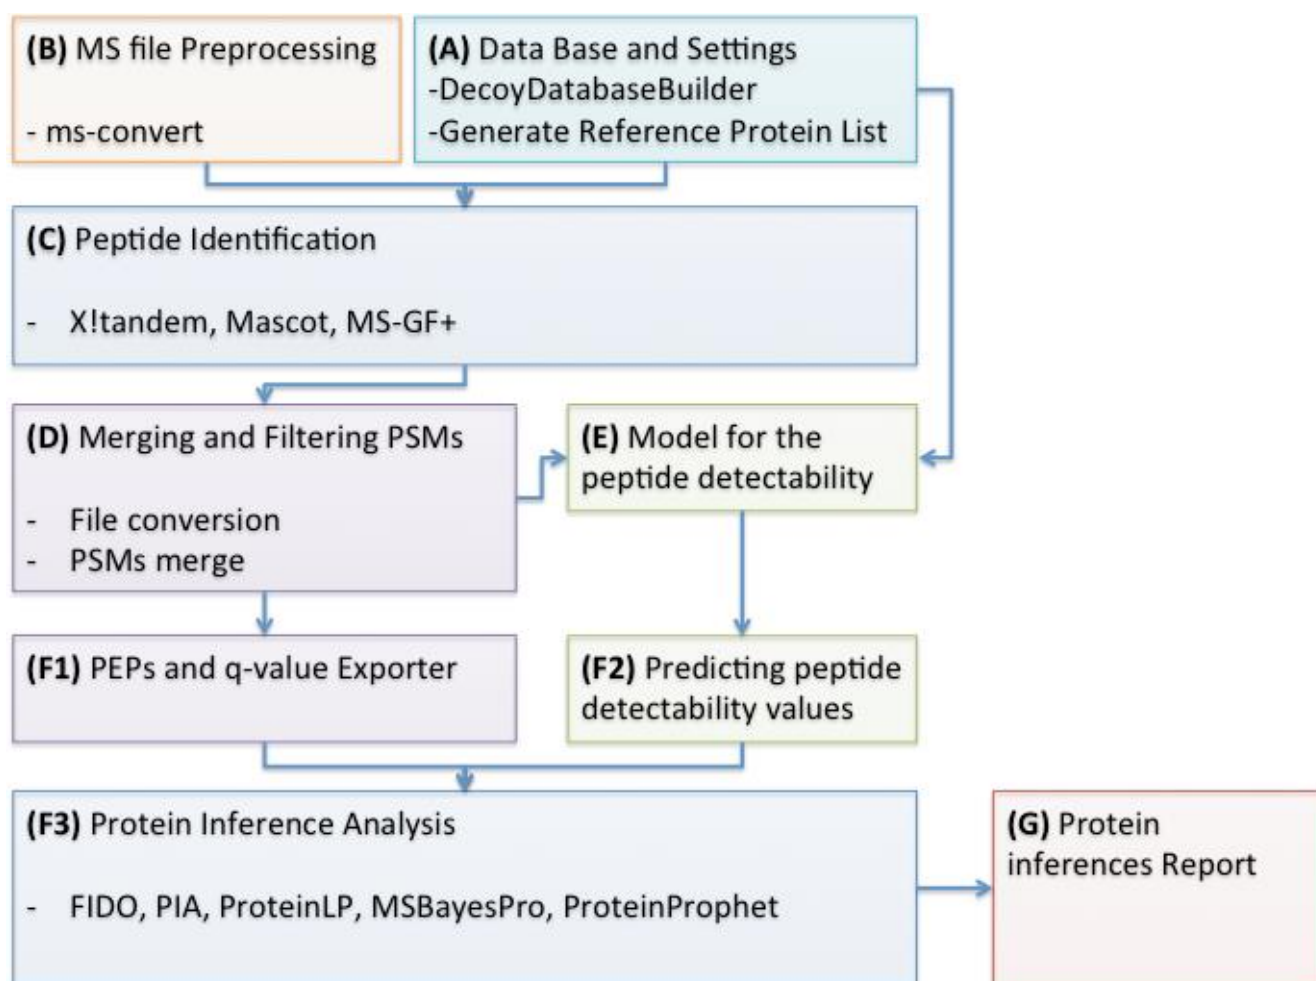 (B) MS file Preprocessing
- ms-convert
(A) Data Base and Settings
-DecoyDatabaseBuilder
-Generate Reference Protein List
(C) Peptide Identification
- X!tandem, Mascot, MS-GF+
(D) Merging and Filtering PSMs
- File conversion
- PSMs merge
(E) Model for the
peptide detectability
(F1) PEPs and q-value Exporter
(F2) Predicting peptide
detectability values
(F3) Protein Inference Analysis
- FIDO, PIA, ProteinLP, MSBayesPro, ProteinProphet
(G) Protein
inferences Report